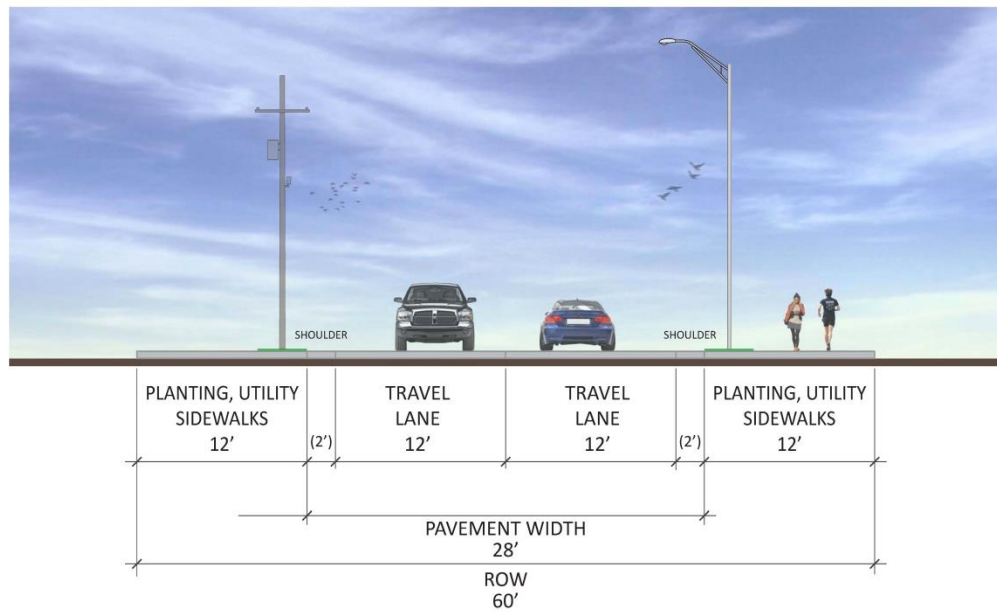 SHOULDER
SHOULDER
PLANTING, UTILITY
SIDEWALKS
12’
(2’)
TRAVEL
LANE
12’
TRAVEL
LANE
12’
(2’)
PLANTING, UTILITY
SIDEWALKS
12’
PAVEMENT WIDTH
28’
ROW
60’